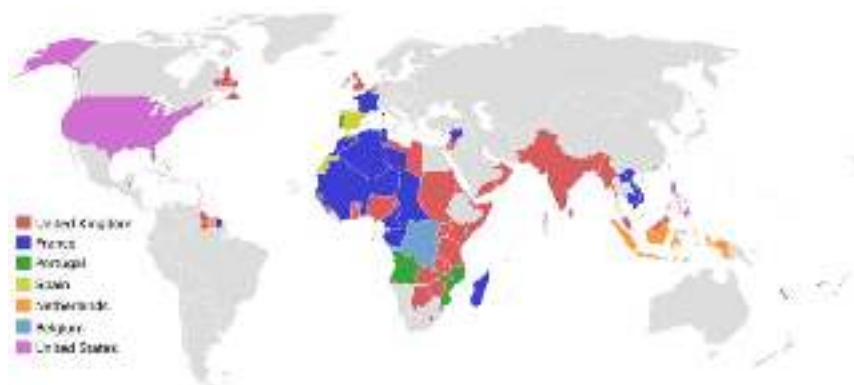 United Kingdom
France
Portugal
Spain
Netherlands
Belgium
United States